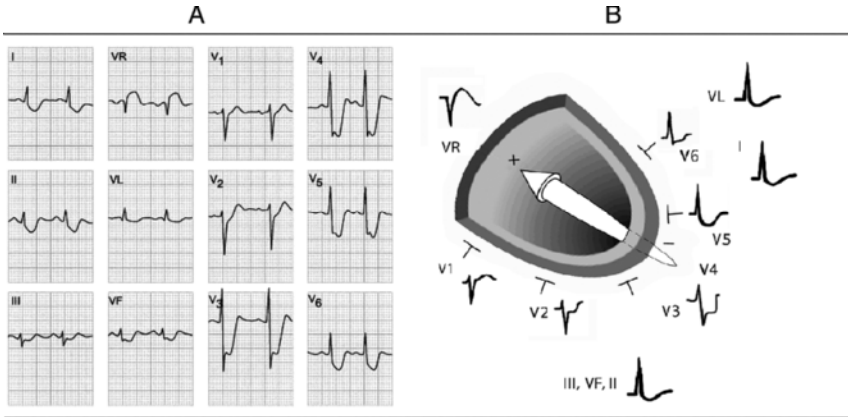 A
B
I
VR
V1
V4
II
VL
V2
V5
III
VF
V3
V6
VR
+
VL
V6
I
V5
−
V4
V1
V2
V3
III, VF, II